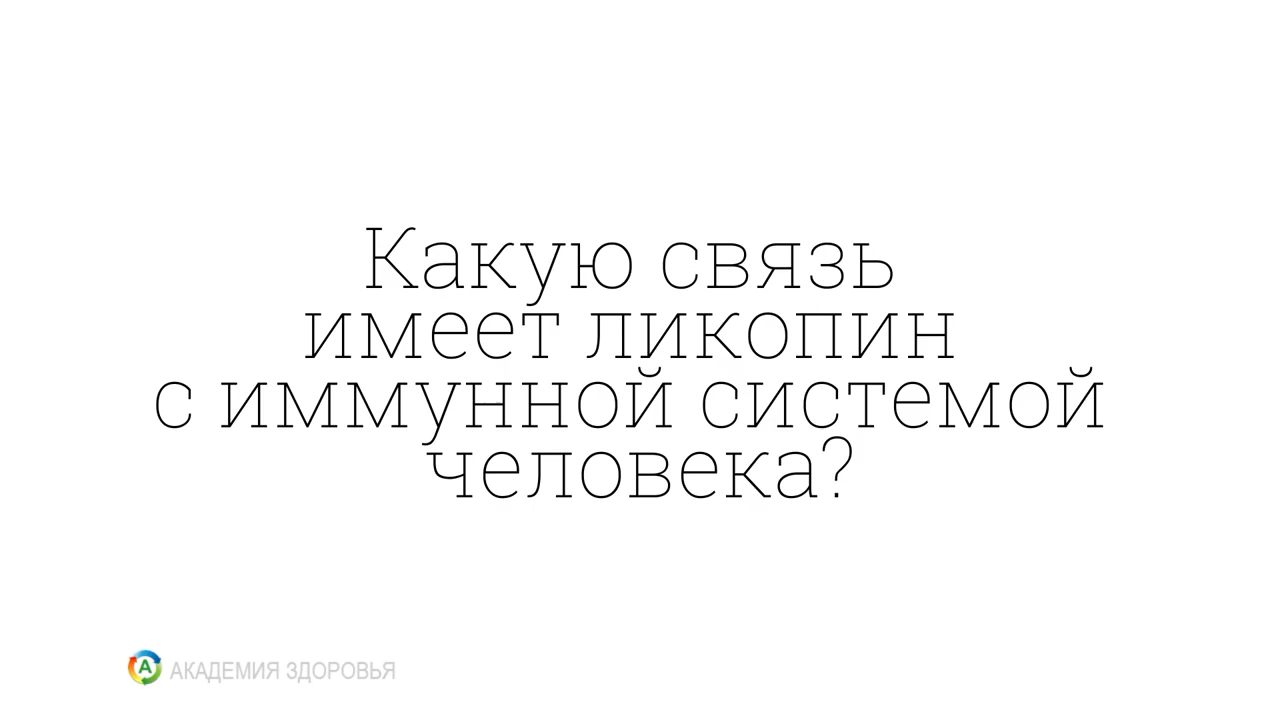 Какую связь
имеет ликопин
с иммунной системой
человека?
А АКАДЕМИЯ ЗДОРОВЬЯ